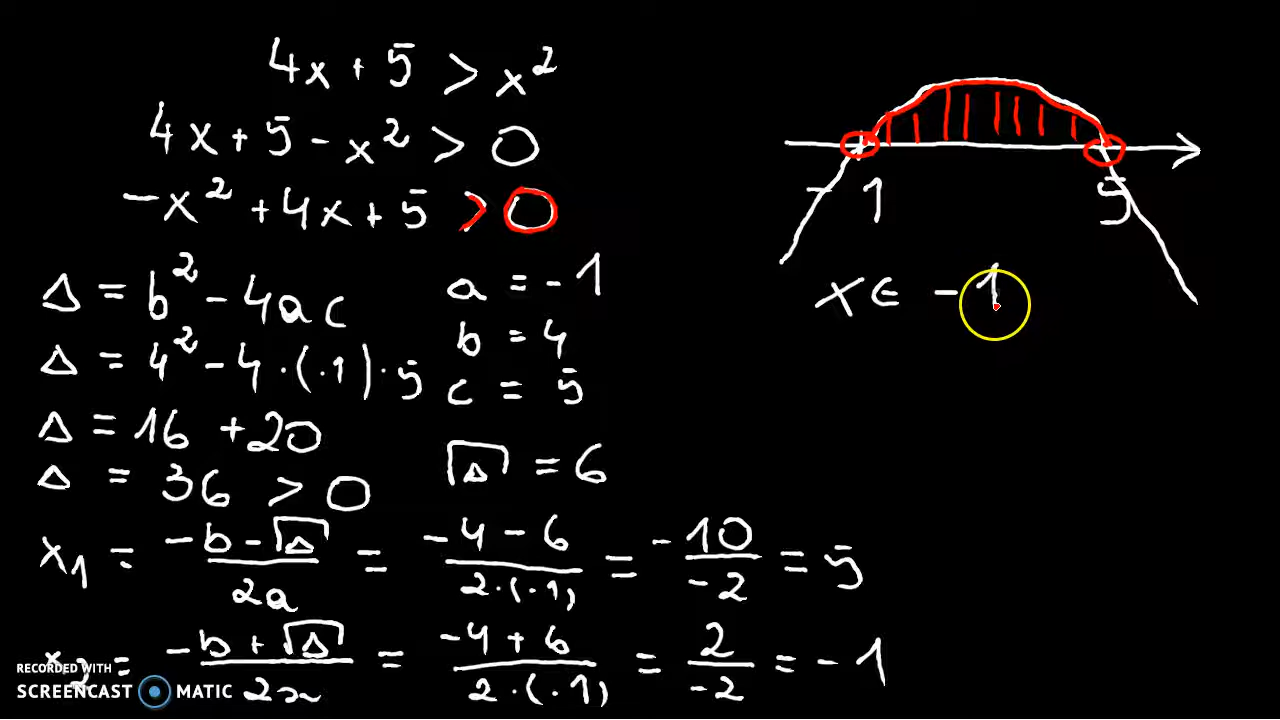 4x + 5 > x²
4x + 5 - x² > 0
-x² + 4x + 5 > 0
Δ = b² - 4ac
Δ = 4² - 4·(-1)·5
Δ = 16 + 20
Δ = 36 > 0
a = -1
b = 4
c = 5
√Δ = 6
x₁ = (-b - √Δ)/2a = (-4 - 6)/(2·(-1)) = -10/-2 = 5
x₂ = (-b + √Δ)/2a = (-4 + 6)/(2·(-1)) = 2/-2 = -1
-1 5
x ∈ -1
RECORDED WITH
SCREENCAST MATIC